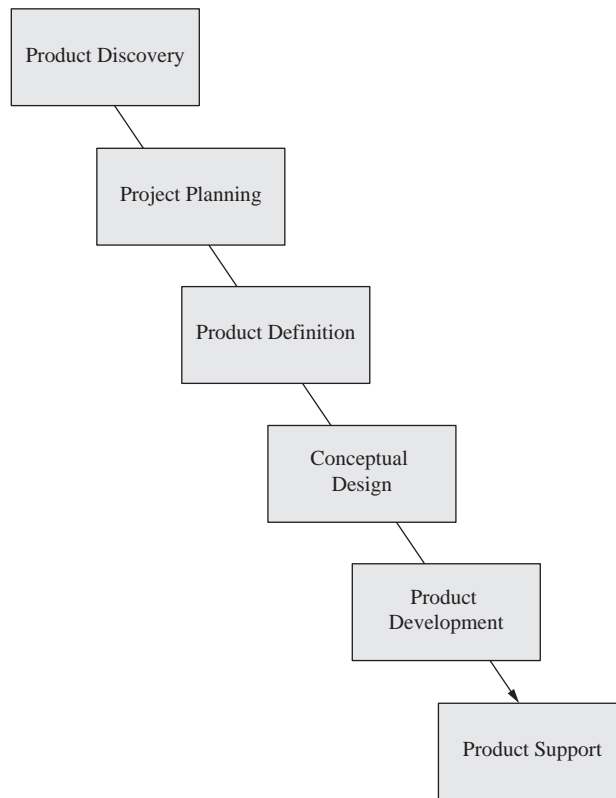 Product Discovery
Project Planning
Product Definition
Conceptual
Design
Product
Development
Product Support